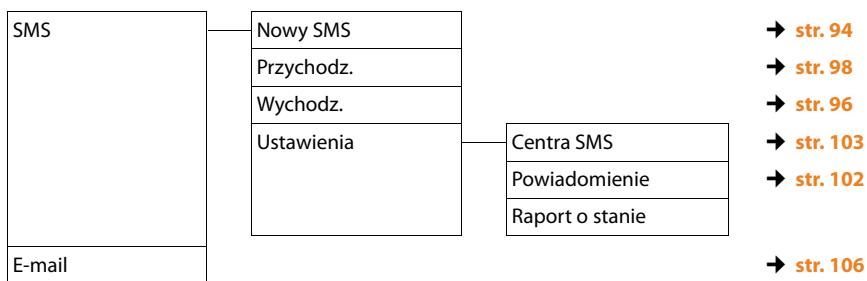 SMS Nowy SMS → str. 94
Przychodz. → str. 98
Wychodz. → str. 96
Ustawienia Centra SMS → str. 103
Powiadomienie → str. 102
Raport o stanie
E-mail → str. 106